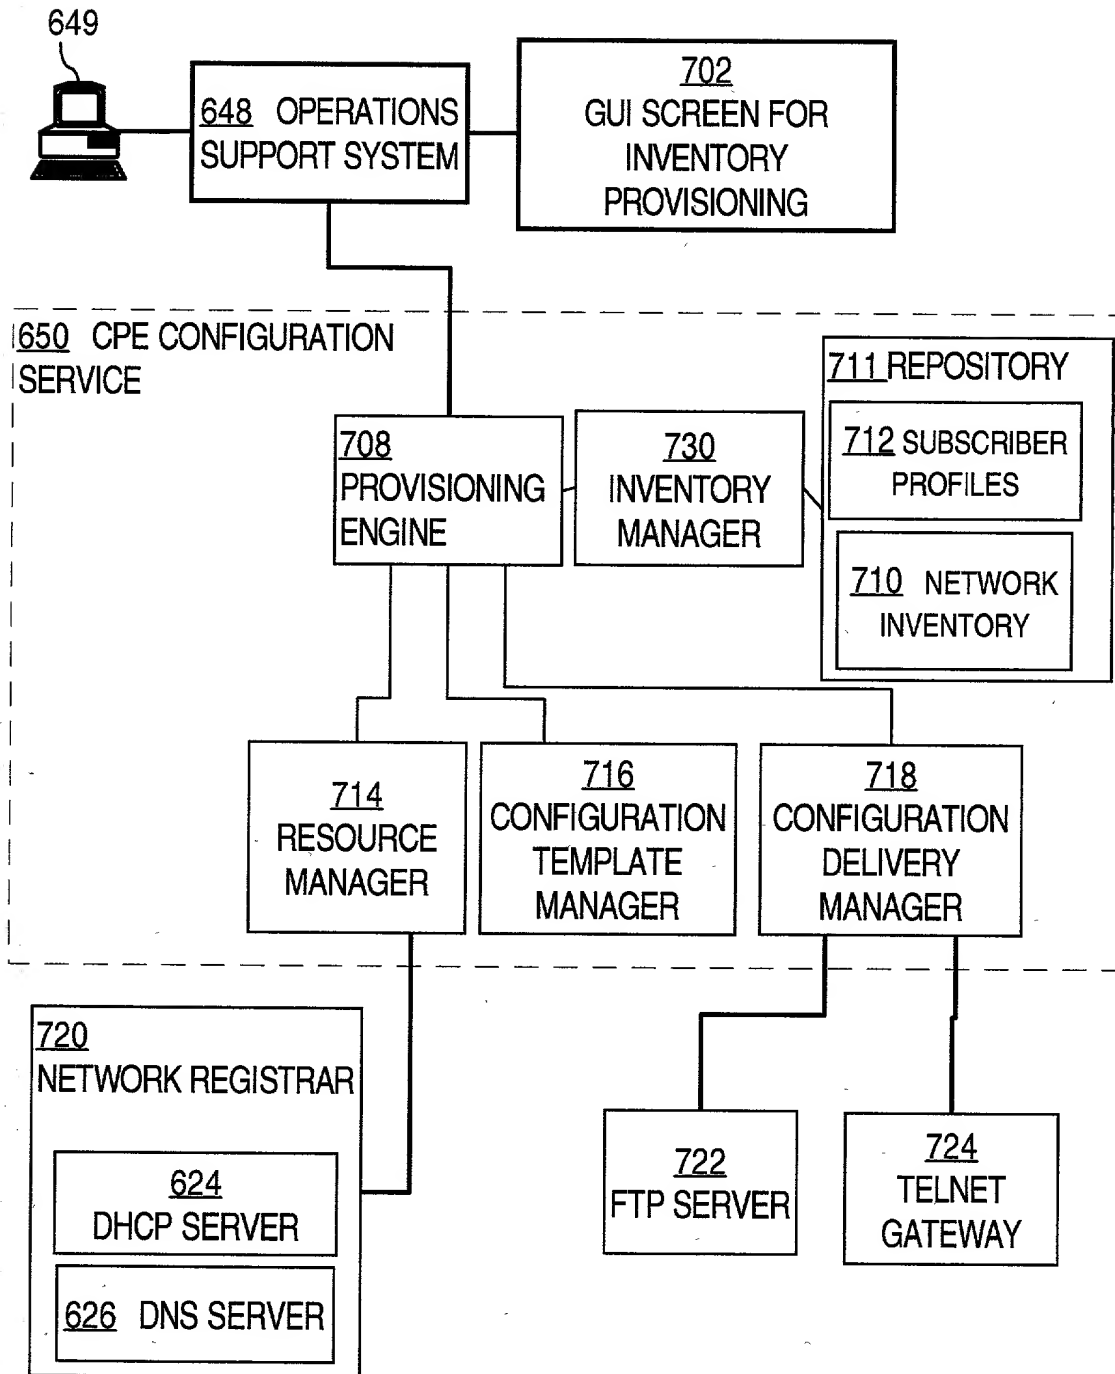 649
648 OPERATIONS
SUPPORT SYSTEM
702
GUI SCREEN FOR
INVENTORY
PROVISIONING
650 CPE CONFIGURATION
SERVICE
711 REPOSITORY
712 SUBSCRIBER
PROFILES
710 NETWORK
INVENTORY
708
PROVISIONING
ENGINE
730
INVENTORY
MANAGER
714
RESOURCE
MANAGER
716
CONFIGURATION
TEMPLATE
MANAGER
718
CONFIGURATION
DELIVERY
MANAGER
720
NETWORK REGISTRAR
624
DHCP SERVER
626 DNS SERVER
722
FTP SERVER
724
TELNET
GATEWAY